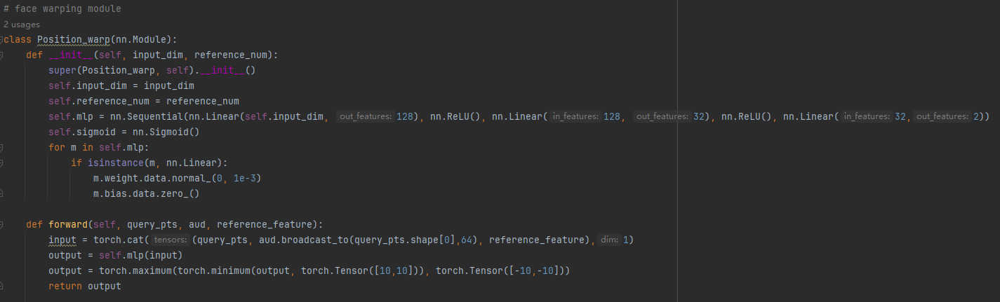 # face warping module
2 usages
class Position_warp(nn.Module):
    def __init__(self, input_dim, reference_num):
        super(Position_warp, self).__init__()
        self.input_dim = input_dim
        self.reference_num = reference_num
        self.mlp = nn.Sequential(nn.Linear(self.input_dim, out_features: 128), nn.ReLU(), nn.Linear( in_features: 128, out_features: 32), nn.ReLU(), nn.Linear( in_features: 32, out_features: 2))
        self.sigmoid = nn.Sigmoid()
        for m in self.mlp:
            if isinstance(m, nn.Linear):
                m.weight.data.normal_(0, 1e-3)
                m.bias.data.zero_()
    def forward(self, query_pts, aud, reference_feature):
        input = torch.cat( tensors: (query_pts, aud.broadcast_to(query_pts.shape[0],64), reference_feature), dim: 1)
        output = self.mlp(input)
        output = torch.maximum(torch.minimum(output, torch.Tensor([10,10])), torch.Tensor([-10,-10]))
        return output